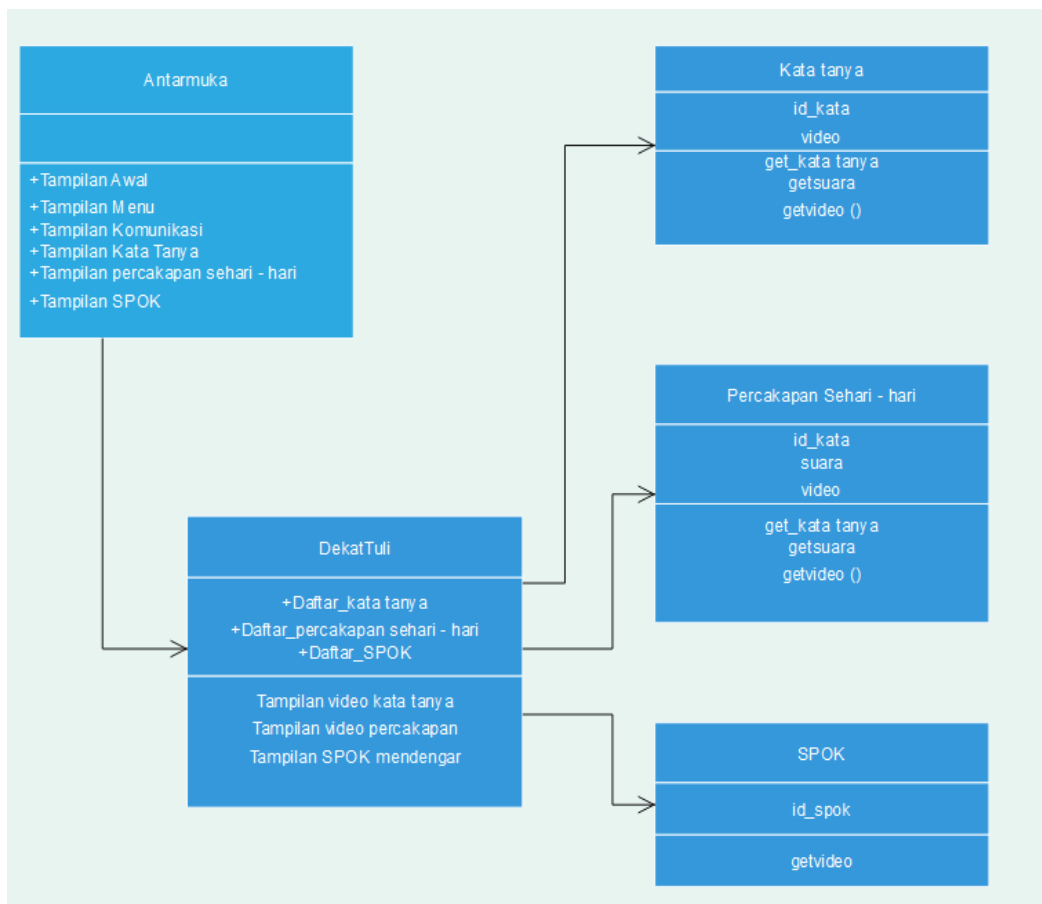 Antarmuka
+Tampilan Awal
+Tampilan Menu
+Tampilan Komunikasi
+Tampilan Kata Tanya
+Tampilan percakapan sehari - hari
+Tampilan SPOK
Kata tanya
id_kata
video
get_kata tanya
getsuara
getvideo ()
Percakapan Sehari - hari
id_kata
suara
video
get_kata tanya
getsuara
getvideo ()
DekatTuli
+Daftar_kata tanya
+Daftar_percakapan sehari - hari
+Daftar_SPOK
Tampilan video kata tanya
Tampilan video percakapan
Tampilan SPOK mendengar
SPOK
id_spok
getvideo